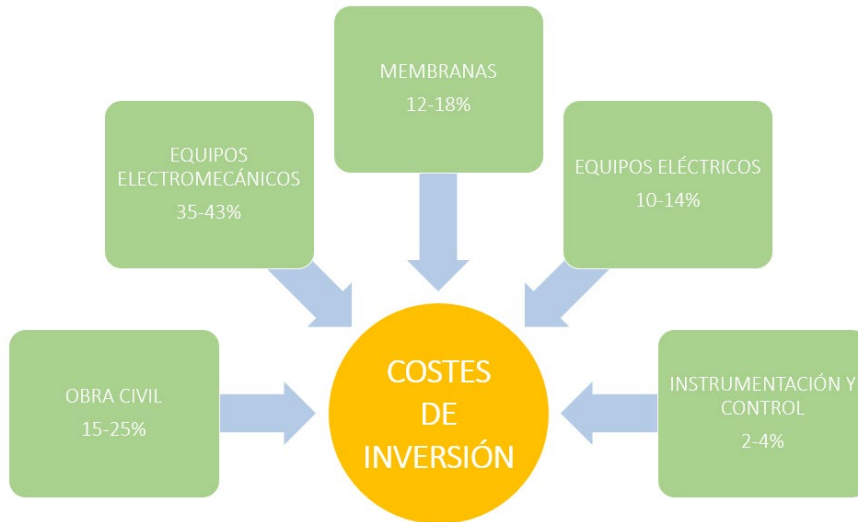 MEMBRANAS
12-18%
EQUIPOS
ELECTROMECÁNICOS
35-43%
EQUIPOS ELÉCTRICOS
10-14%
OBRA CIVIL
15-25%
COSTES
DE
INVERSIÓN
INSTRUMENTACIÓN Y
CONTROL
2-4%